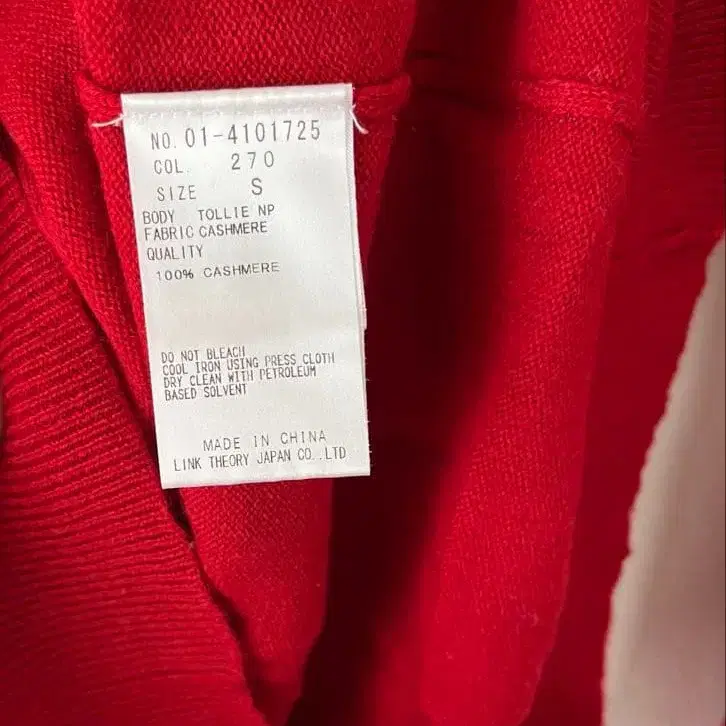 NO. 01-4101725
COL. 270
SIZE S
BODY TOLLIE NP
FABRIC CASHMERE
QUALITY
100% CASHMERE
DO NOT BLEACH
COOL IRON USING PRESS CLOTH
DRY CLEAN WITH PETROLEUM
BASED SOLVENT
MADE IN CHINA
LINK THEORY JAPAN CO.,LTD